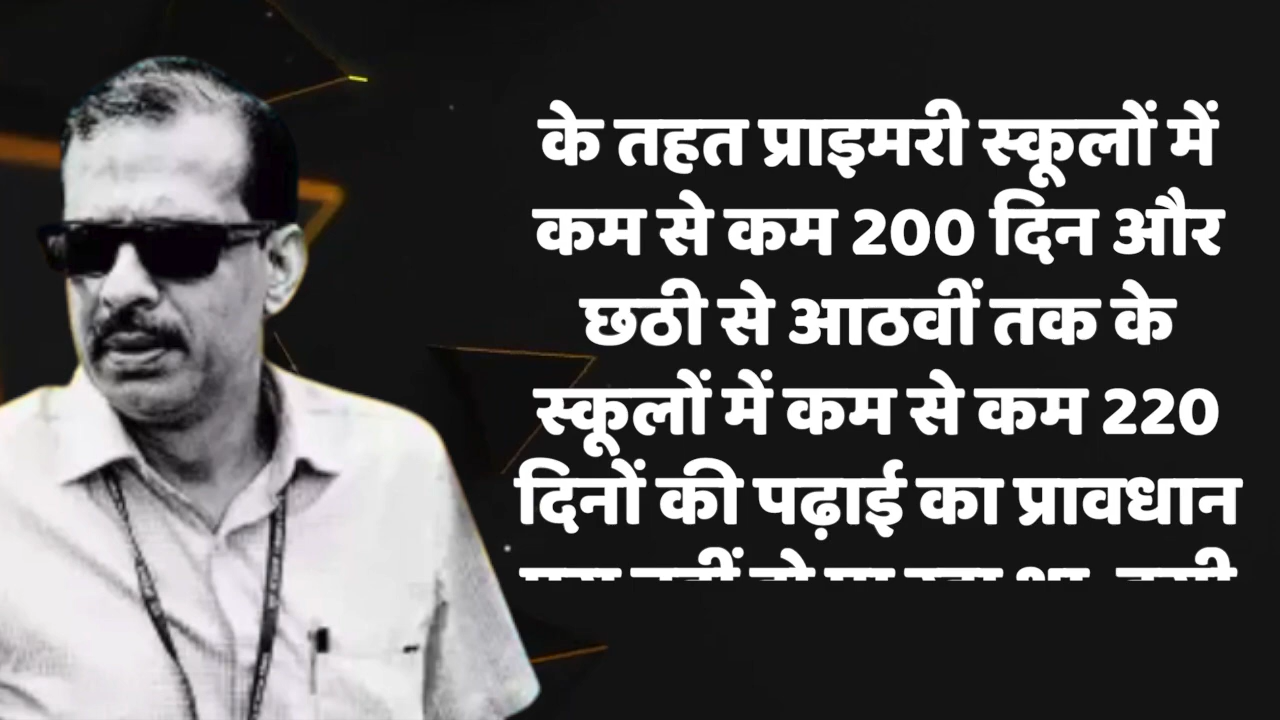 के तहत प्राइमरी स्कूलों में
कम से कम 200 दिन और
छठी से आठवीं तक के
स्कूलों में कम से कम 220
दिनों की पढ़ाई का प्रावधान